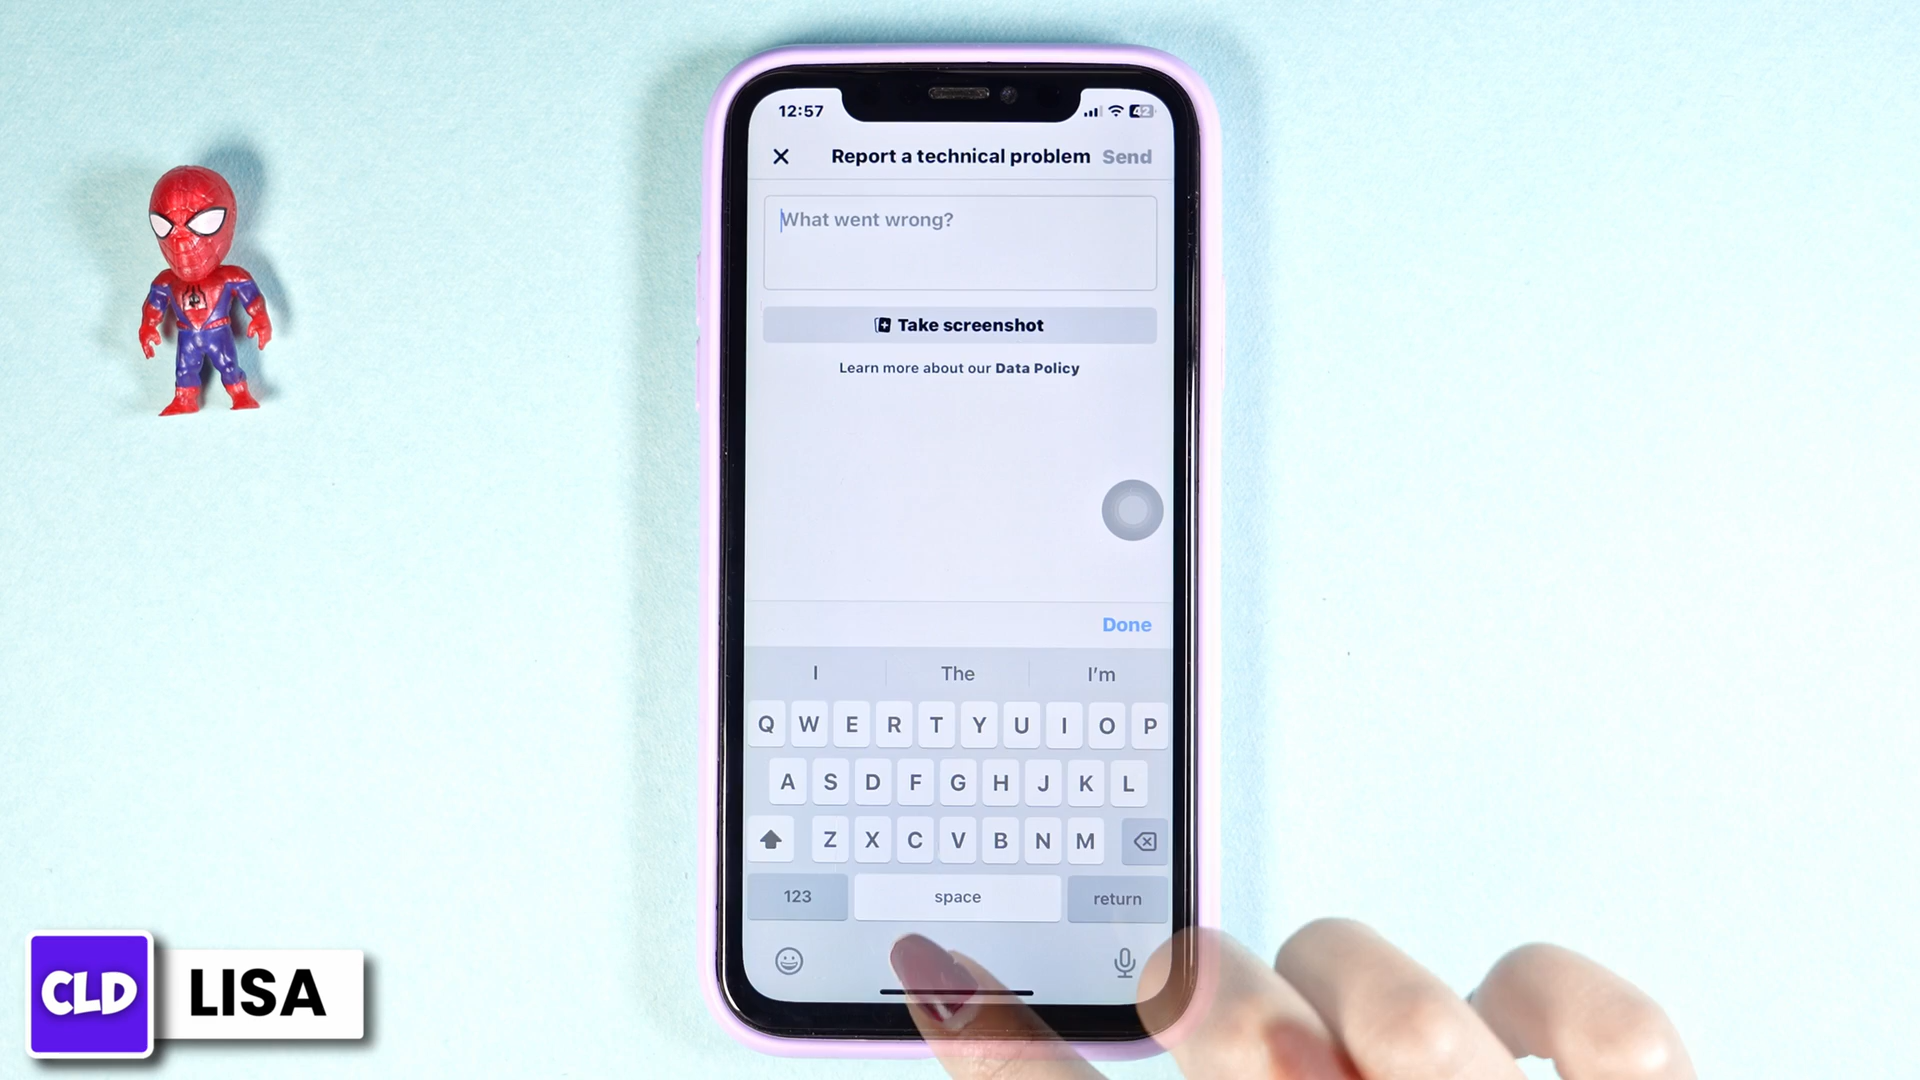 12:57
42
Report a technical problem Send
What went wrong?
Take screenshot
Learn more about our Data Policy
Done
I The I'm
Q W E R T Y U I O P
A S D F G H J K L
Z X C V B N M
123 space return
CLD LISA